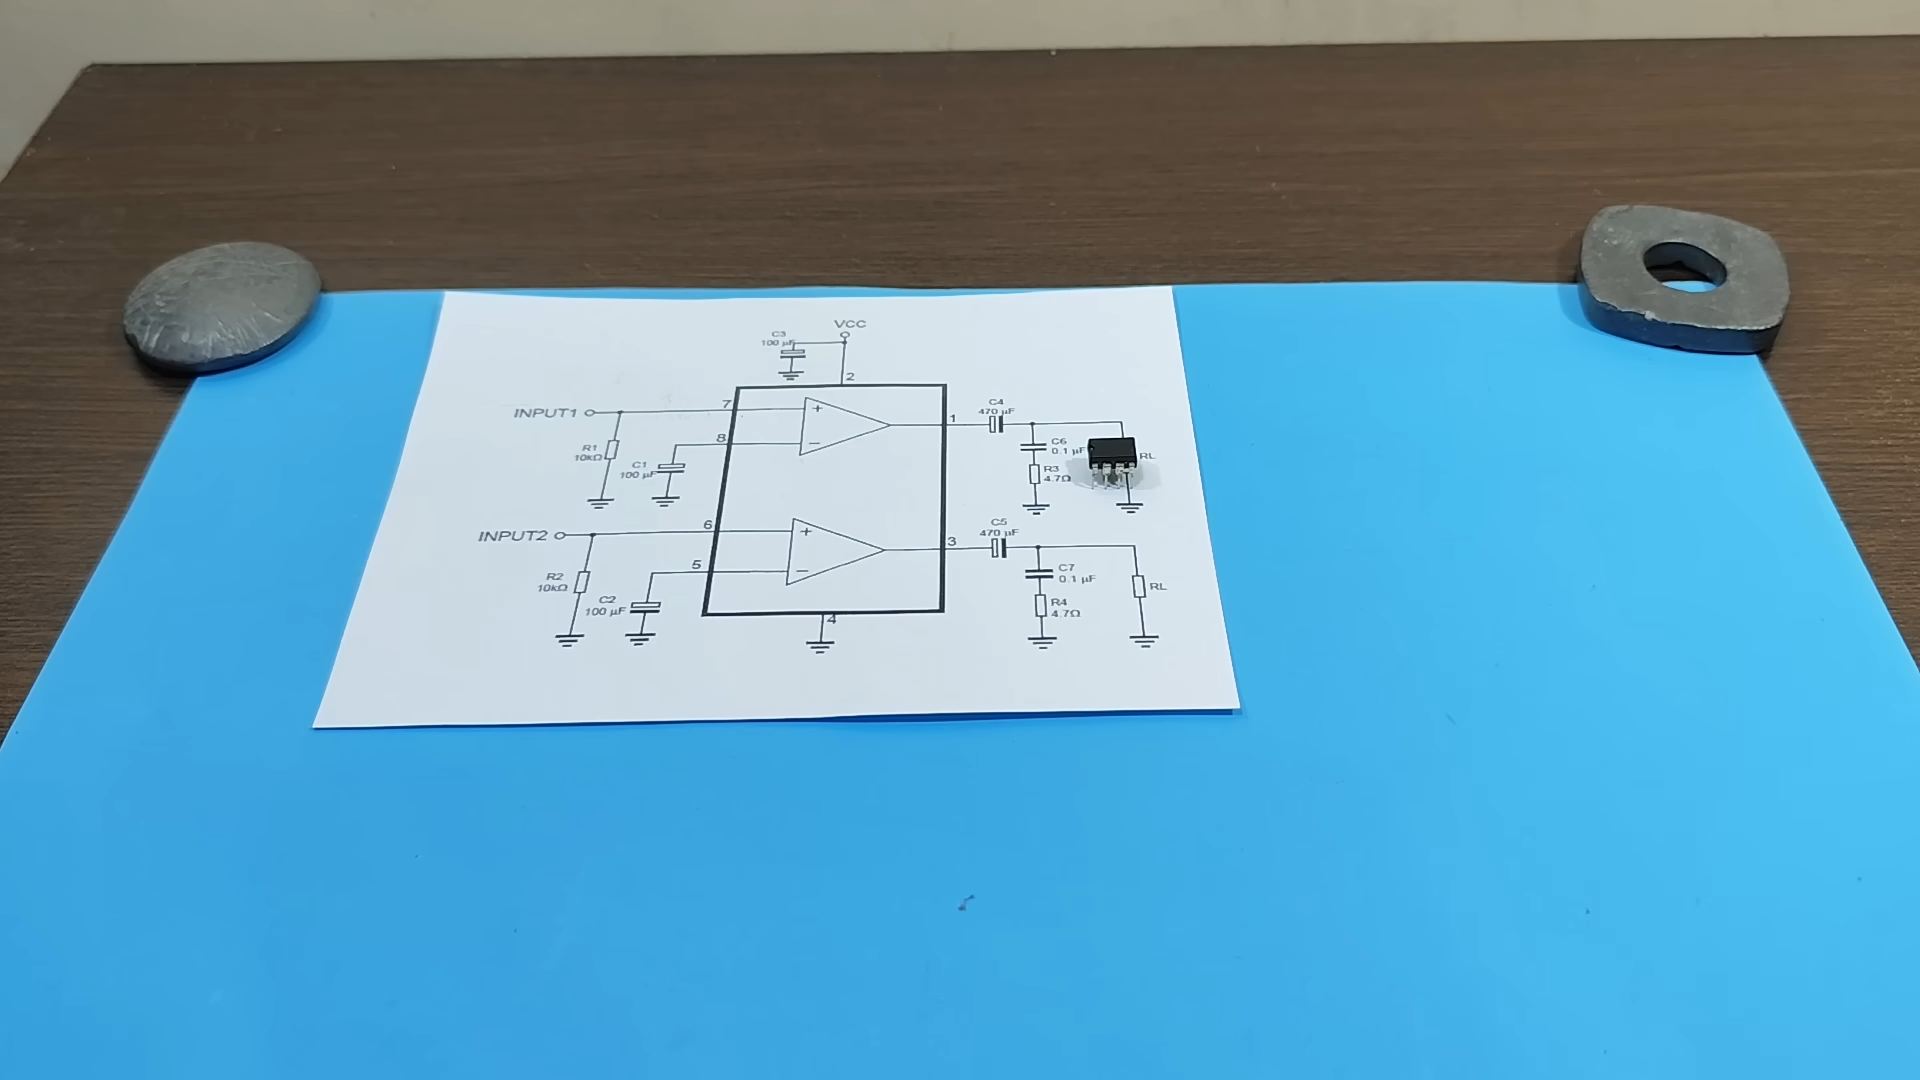 VCC
C3
100 µF
2
INPUT1
7
+
1
C4
470 µF
8
−
R1
10kΩ
C1
100 µF
C6
0.1 µF
R3
4.7Ω
RL
INPUT2
6
+
3
C5
470 µF
5
−
R2
10kΩ
C2
100 µF
C7
0.1 µF
R4
4.7Ω
RL
4